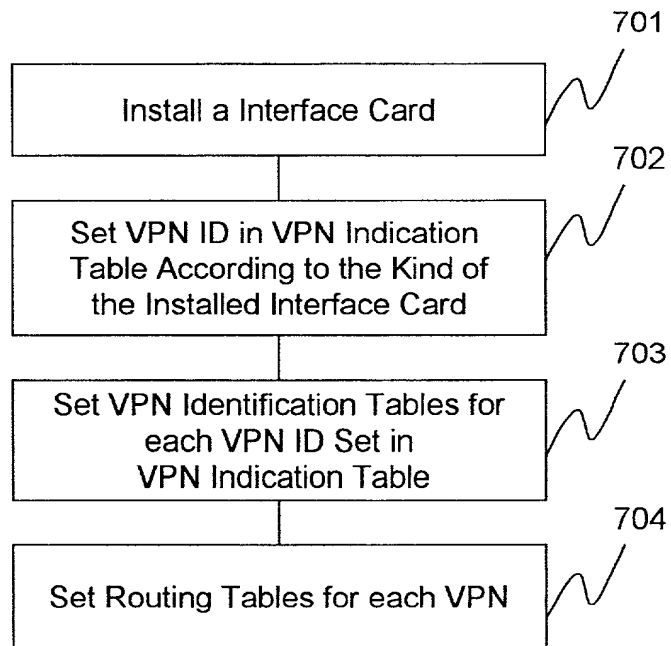 701
Install a Interface Card
702
Set VPN ID in VPN Indication
Table According to the Kind of
the Installed Interface Card
703
Set VPN Identification Tables for
each VPN ID Set in
VPN Indication Table
704
Set Routing Tables for each VPN